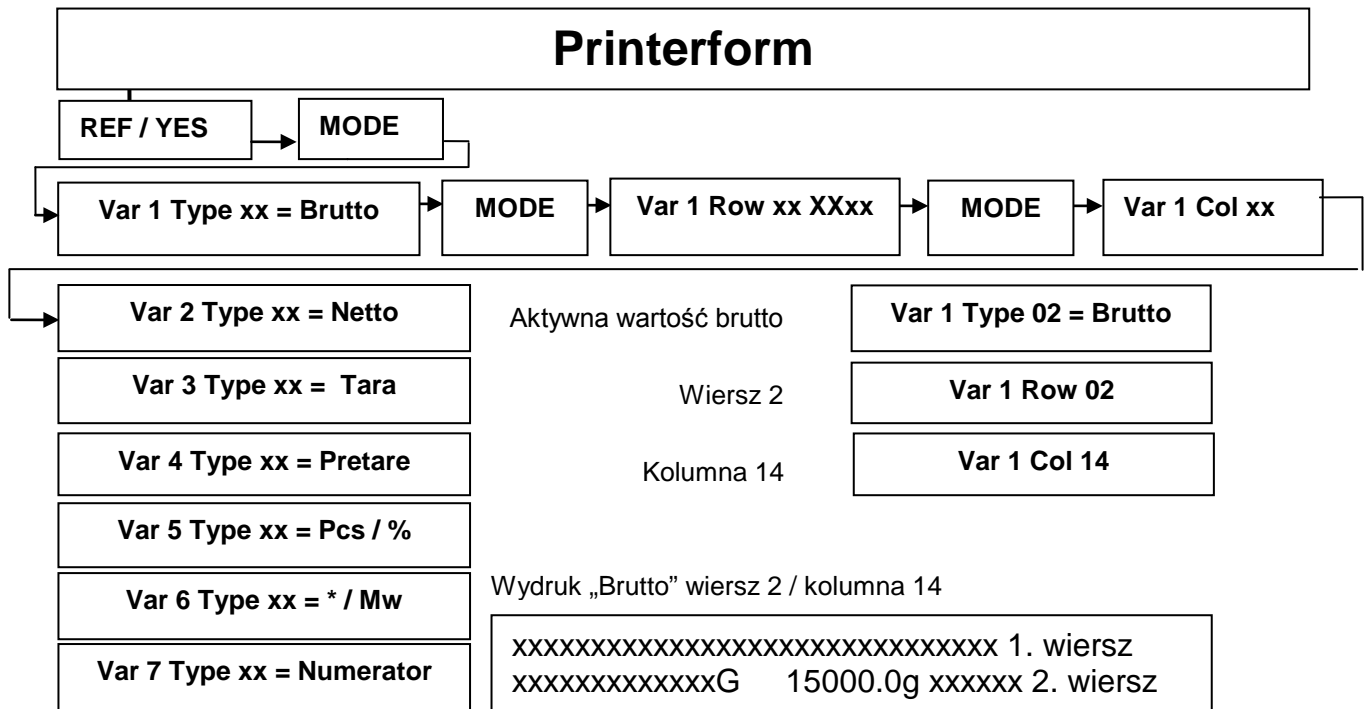 Printerform
REF / YES
MODE
Var 1 Type xx = Brutto
MODE
Var 1 Row xx XXxx
MODE
Var 1 Col xx
Var 2 Type xx = Netto
Aktywna wartość brutto
Var 1 Type 02 = Brutto
Var 3 Type xx = Tara
Wiersz 2
Var 1 Row 02
Var 4 Type xx = Pretare
Kolumna 14
Var 1 Col 14
Var 5 Type xx = Pcs / %
Var 6 Type xx = * / Mw
Wydruk „Brutto” wiersz 2 / kolumna 14
Var 7 Type xx = Numerator
xxxxxxxxxxxxxxxxxxxxxxxxxxxxxxx 1. wiersz
xxxxxxxxxxxxxG 15000.0g xxxxxx 2. wiersz